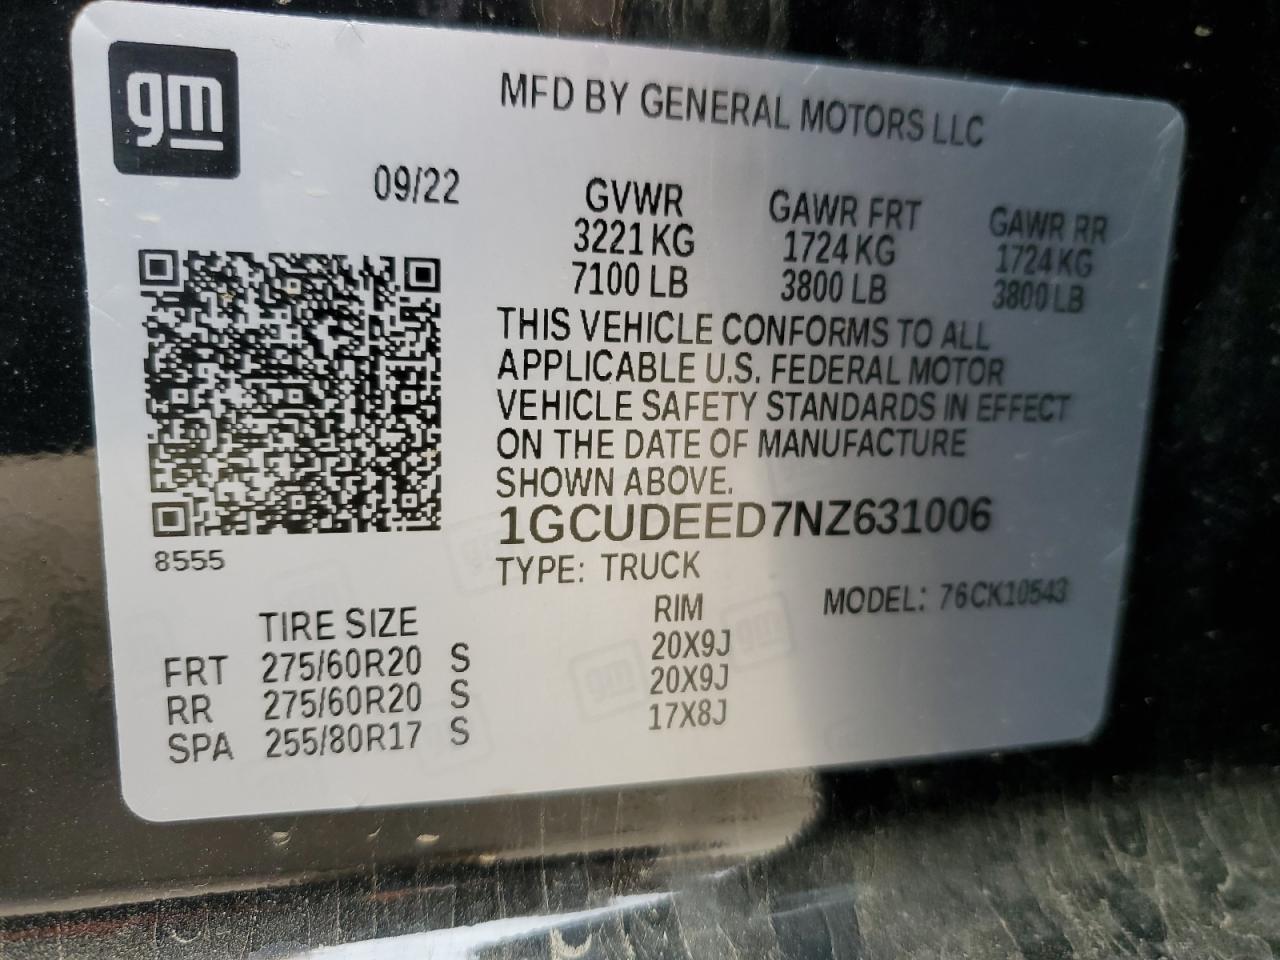 gm
MFD BY GENERAL MOTORS LLC
09/22
GVWR GAWR FRT GAWR RR
3221 KG 1724 KG 1724 KG
7100 LB 3800 LB 3800 LB
THIS VEHICLE CONFORMS TO ALL
APPLICABLE U.S. FEDERAL MOTOR
VEHICLE SAFETY STANDARDS IN EFFECT
ON THE DATE OF MANUFACTURE
SHOWN ABOVE.
1GCUDEED7NZ631006
8555
TYPE: TRUCK
MODEL: 76CK10543
TIRE SIZE RIM
FRT 275/60R20 S 20X9J
RR 275/60R20 S 20X9J
SPA 255/80R17 S 17X8J
gm
gm